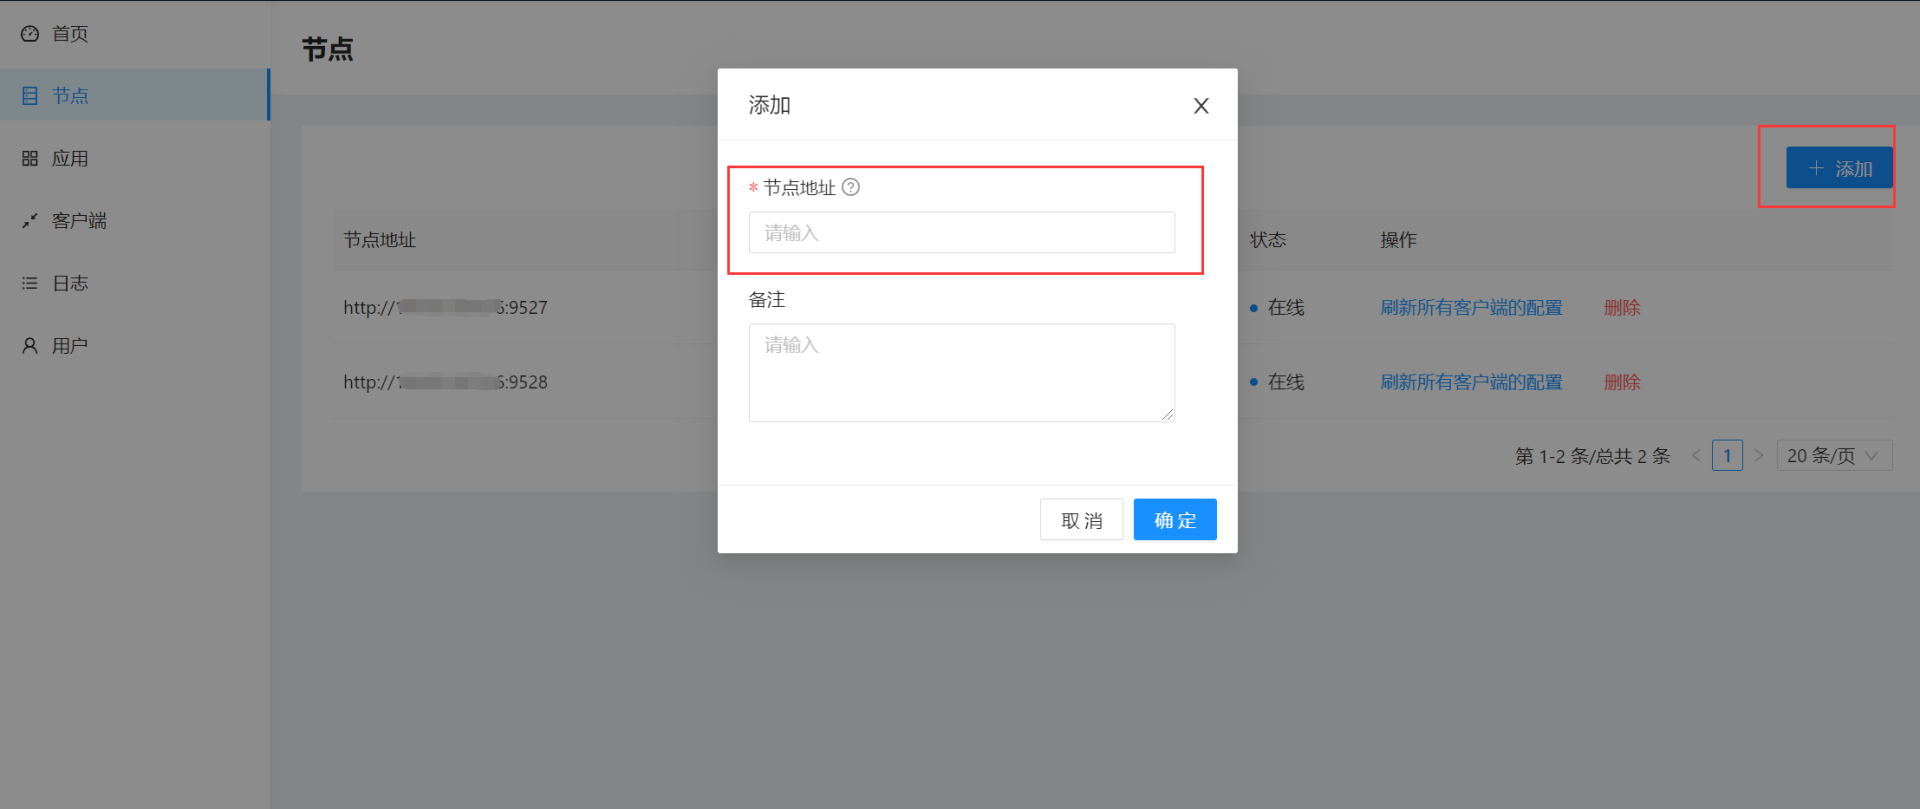 首页
节点
应用
客户端
日志
用户
节点
添加
添加
* 节点地址
请输入
备注
请输入
取 消
确 定
节点地址
状态
操作
http://
:9527
在线
刷新所有客户端的配置
删除
http://
:9528
在线
刷新所有客户端的配置
删除
第 1-2 条/总共 2 条
1
20 条/页